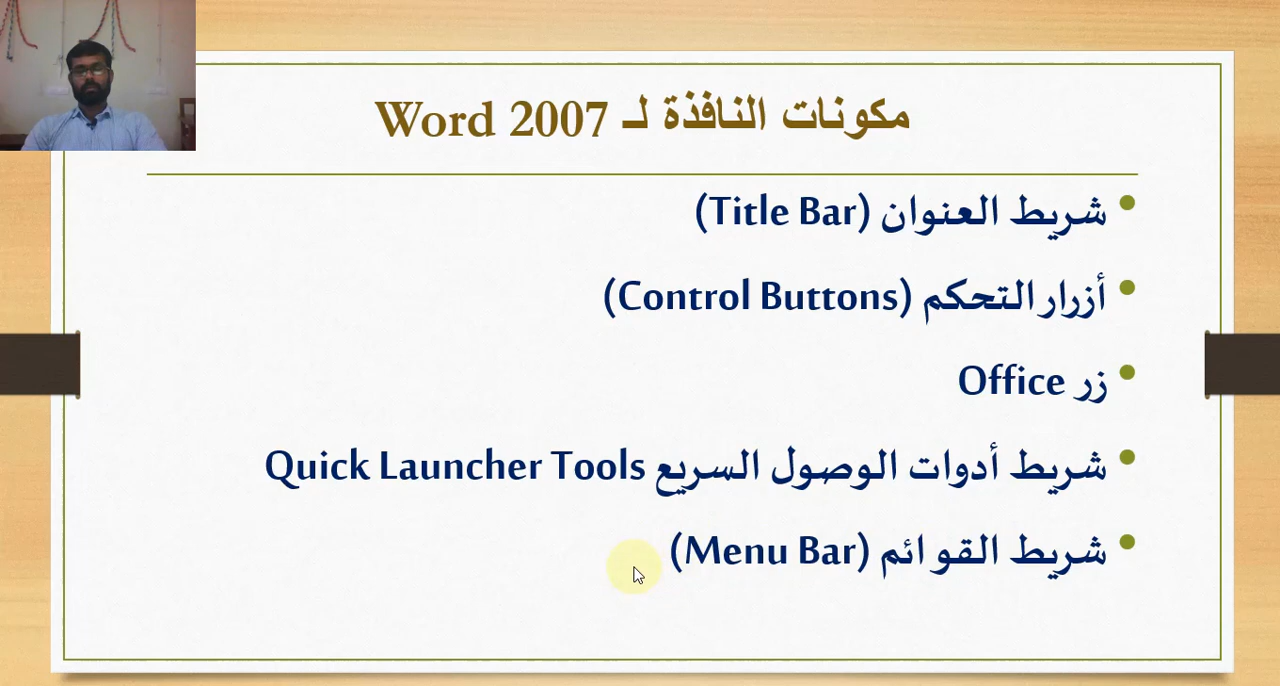 مكونات النافذة لـ Word 2007
شريط العنوان (Title Bar)
أزرار التحكم (Control Buttons)
زر Office
شريط أدوات الوصول السريع Quick Launcher Tools
شريط القوائم (Menu Bar)